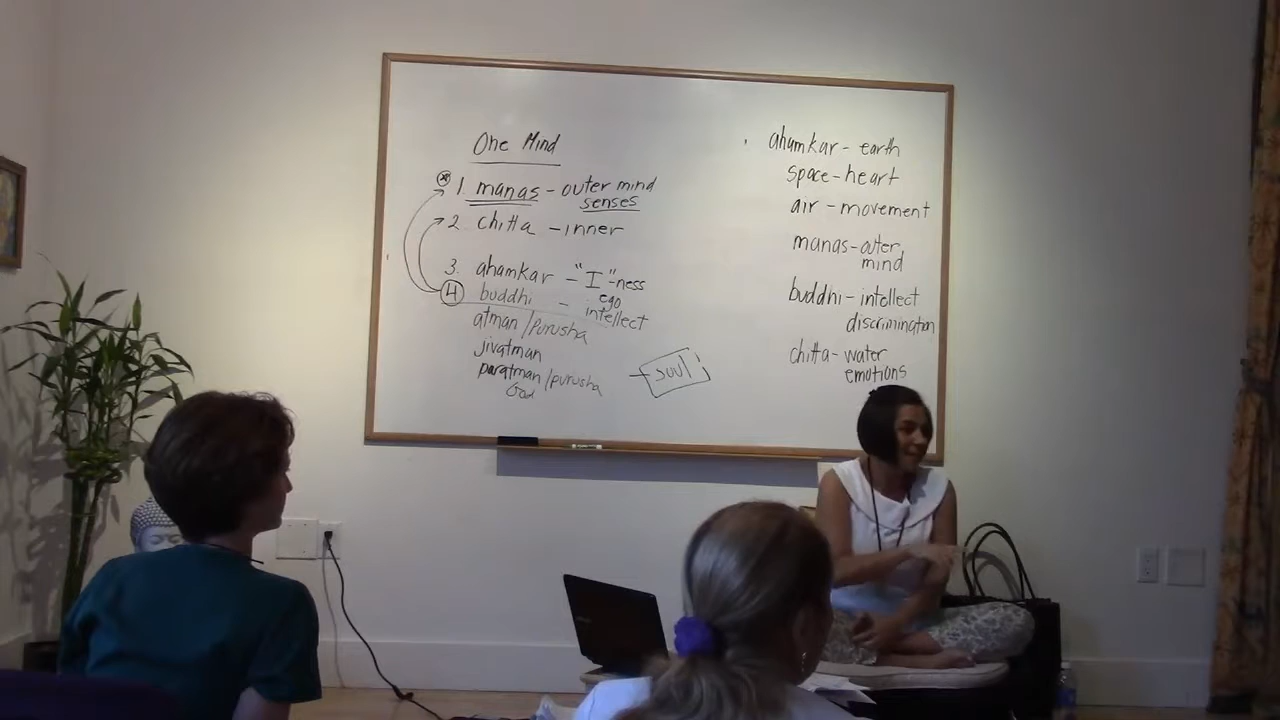 One Mind
1. manas - outer mind
senses
2 chitta - inner
3. ahamkar - "I"-ness
ego
4 buddhi - intellect
atman / purusha
jivatman
paratman / purusha
God
- soul
ahamkar - earth
space - heart
air - movement
manas - outer
mind
buddhi - intellect
discrimination
chitta - water
emotions